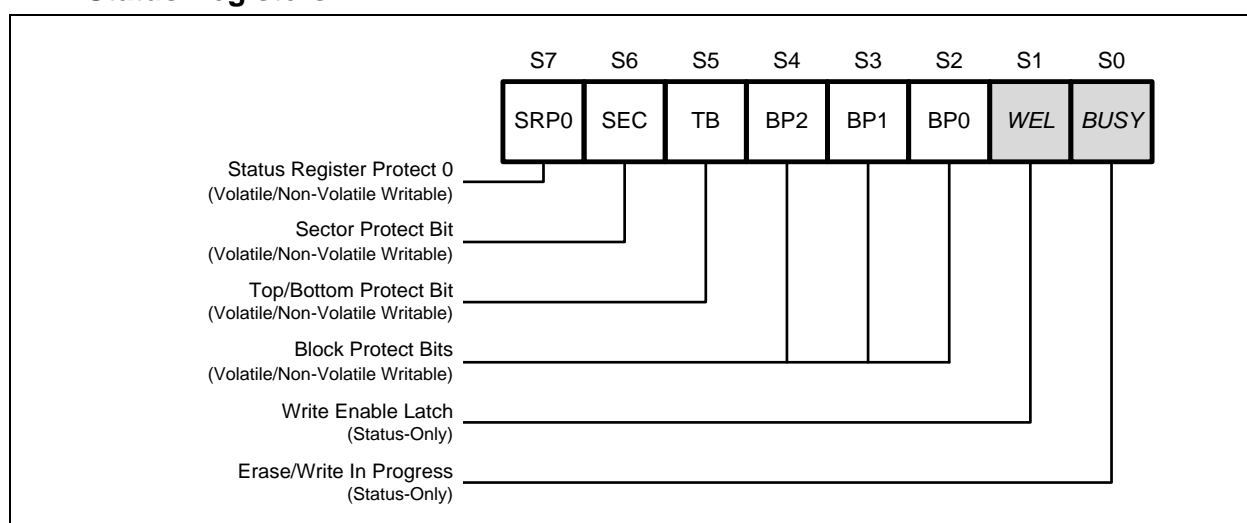 S7 S6 S5 S4 S3 S2 S1 S0
SRP0 SEC TB BP2 BP1 BP0 WEL BUSY
Status Register Protect 0
(Volatile/Non-Volatile Writable)
Sector Protect Bit
(Volatile/Non-Volatile Writable)
Top/Bottom Protect Bit
(Volatile/Non-Volatile Writable)
Block Protect Bits
(Volatile/Non-Volatile Writable)
Write Enable Latch
(Status-Only)
Erase/Write In Progress
(Status-Only)